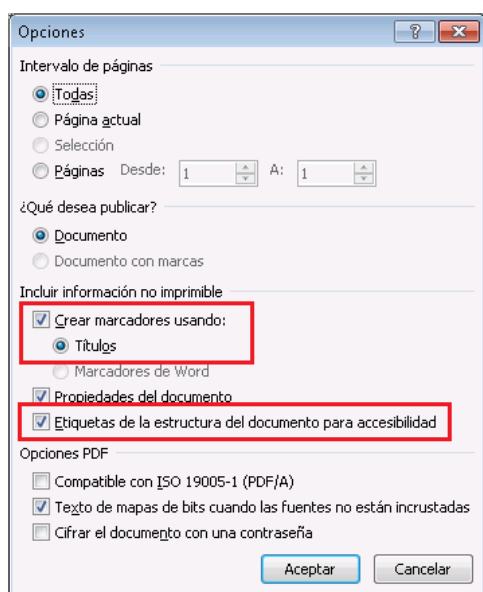 Opciones
Intervalo de páginas
Todas
Página actual
Selección
Páginas Desde: 1 A: 1
¿Qué desea publicar?
Documento
Documento con marcas
Incluir información no imprimible
Crear marcadores usando:
Títulos
Marcadores de Word
Propiedades del documento
Etiquetas de la estructura del documento para accesibilidad
Opciones PDF
Compatible con ISO 19005-1 (PDF/A)
Texto de mapas de bits cuando las fuentes no están incrustadas
Cifrar el documento con una contraseña
Aceptar Cancelar